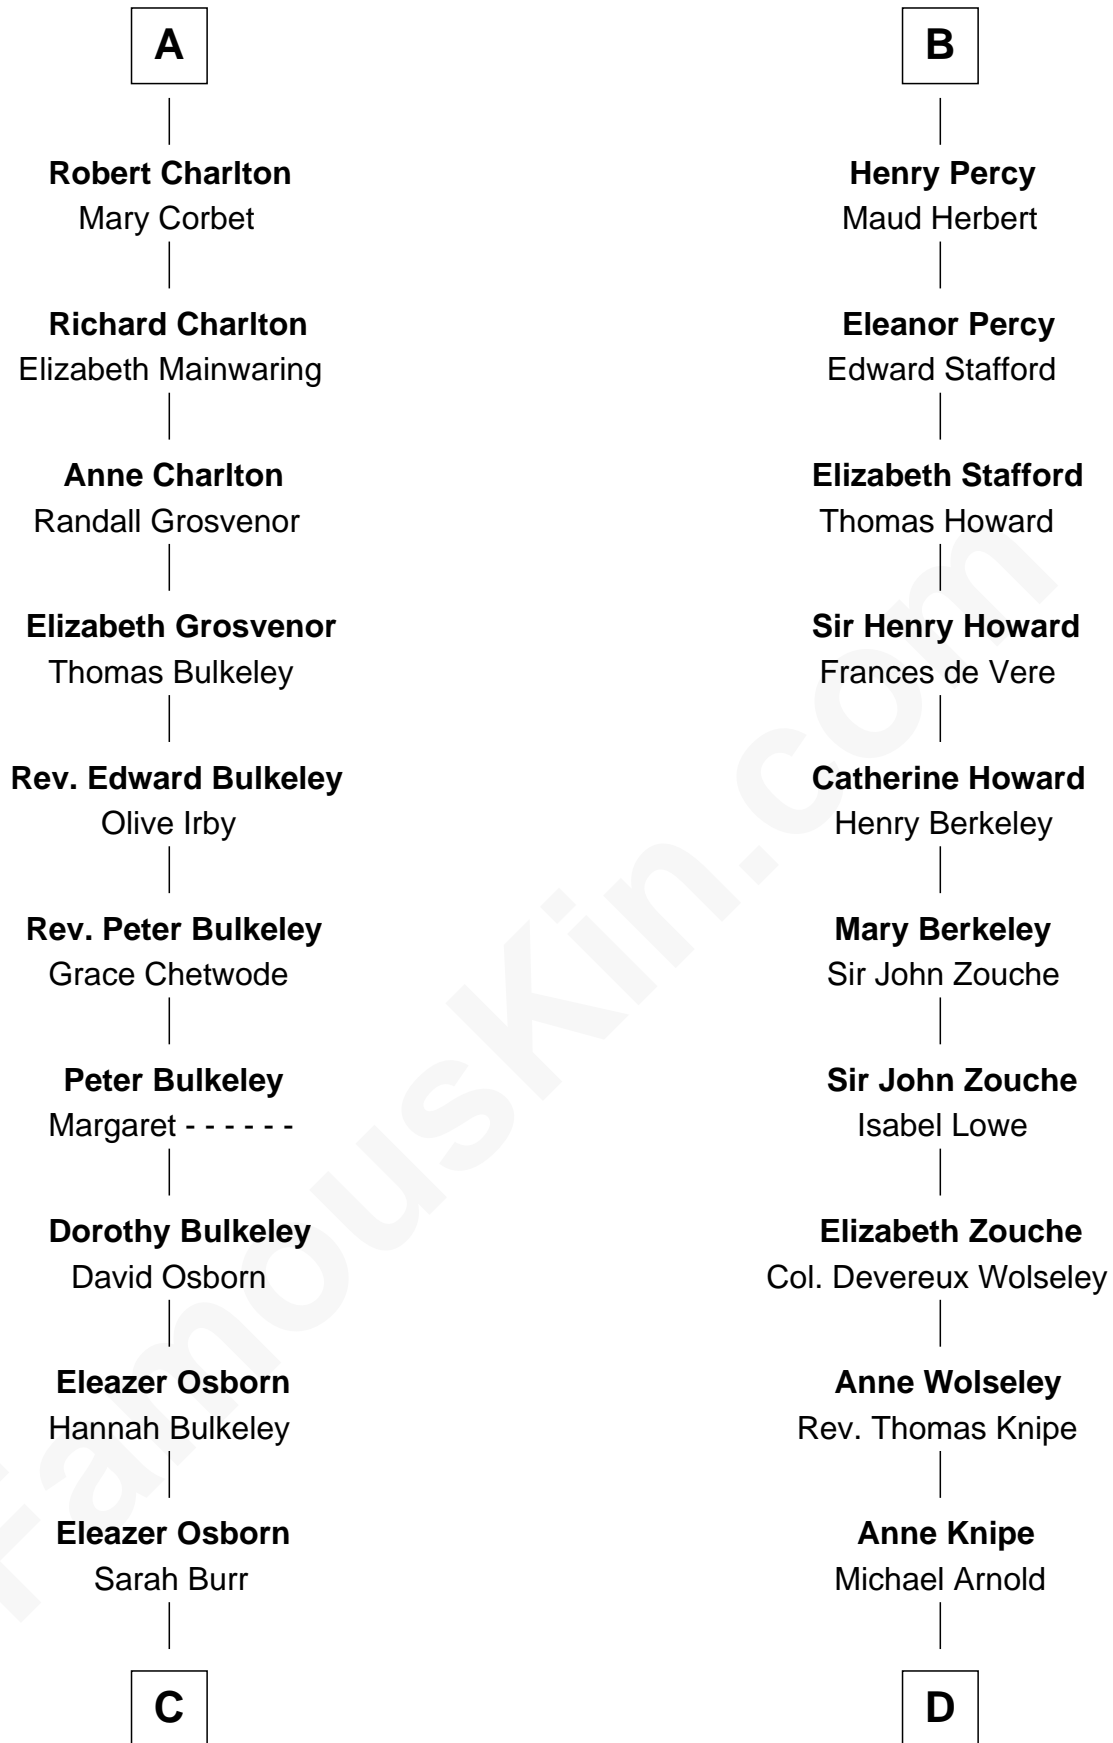 A
Robert Charlton
Mary Corbet
Richard Charlton
Elizabeth Mainwaring
Anne Charlton
Randall Grosvenor
Elizabeth Grosvenor
Thomas Bulkeley
Rev. Edward Bulkeley
Olive Irby
Rev. Peter Bulkeley
Grace Chetwode
Peter Bulkeley
Margaret - - - - - -
Dorothy Bulkeley
David Osborn
Eleazer Osborn
Hannah Bulkeley
Eleazer Osborn
Sarah Burr
C
B
Henry Percy
Maud Herbert
Eleanor Percy
Edward Stafford
Elizabeth Stafford
Thomas Howard
Sir Henry Howard
Frances de Vere
Catherine Howard
Henry Berkeley
Mary Berkeley
Sir John Zouche
Sir John Zouche
Isabel Lowe
Elizabeth Zouche
Col. Devereux Wolseley
Anne Wolseley
Rev. Thomas Knipe
Anne Knipe
Michael Arnold
D
FamousKin.com